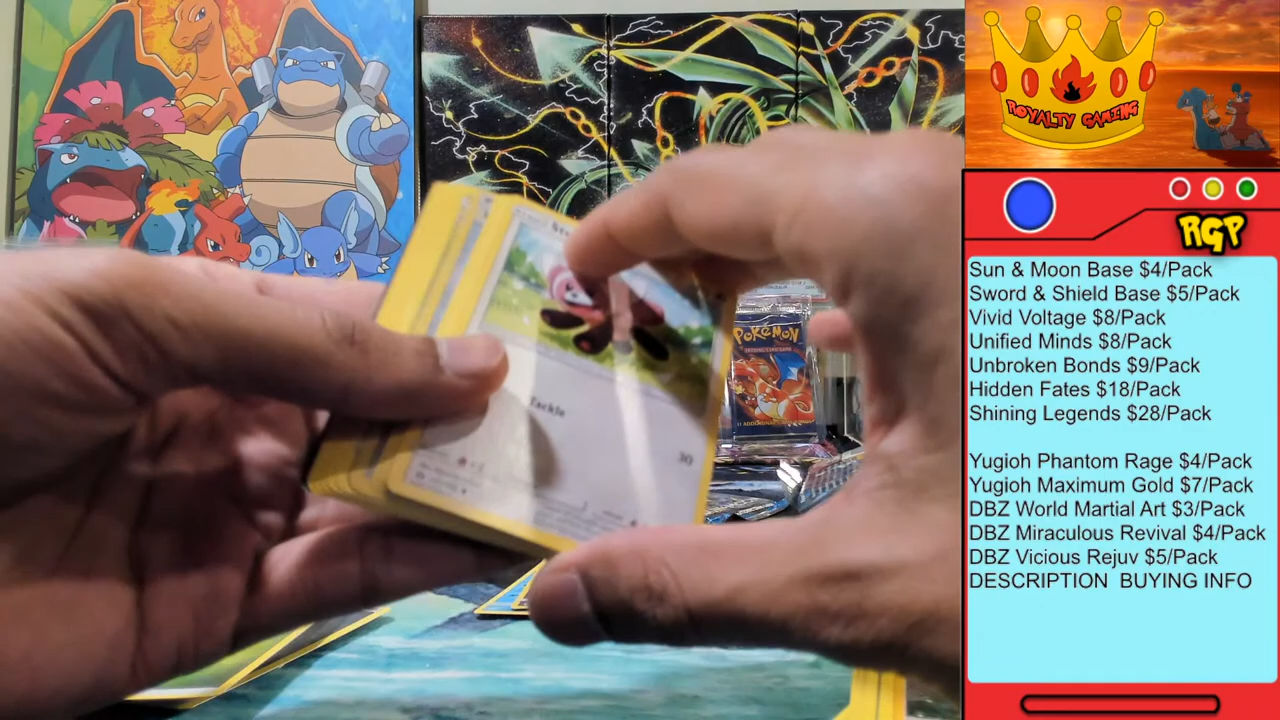 ROYALTY GAMING
RGP
Sun & Moon Base $4/Pack
Sword & Shield Base $5/Pack
Vivid Voltage $8/Pack
Unified Minds $8/Pack
Unbroken Bonds $9/Pack
Hidden Fates $18/Pack
Shining Legends $28/Pack
Yugioh Phantom Rage $4/Pack
Yugioh Maximum Gold $7/Pack
DBZ World Martial Art $3/Pack
DBZ Miraculous Revival $4/Pack
DBZ Vicious Rejuv $5/Pack
DESCRIPTION BUYING INFO
POKéMON
Tackle
30